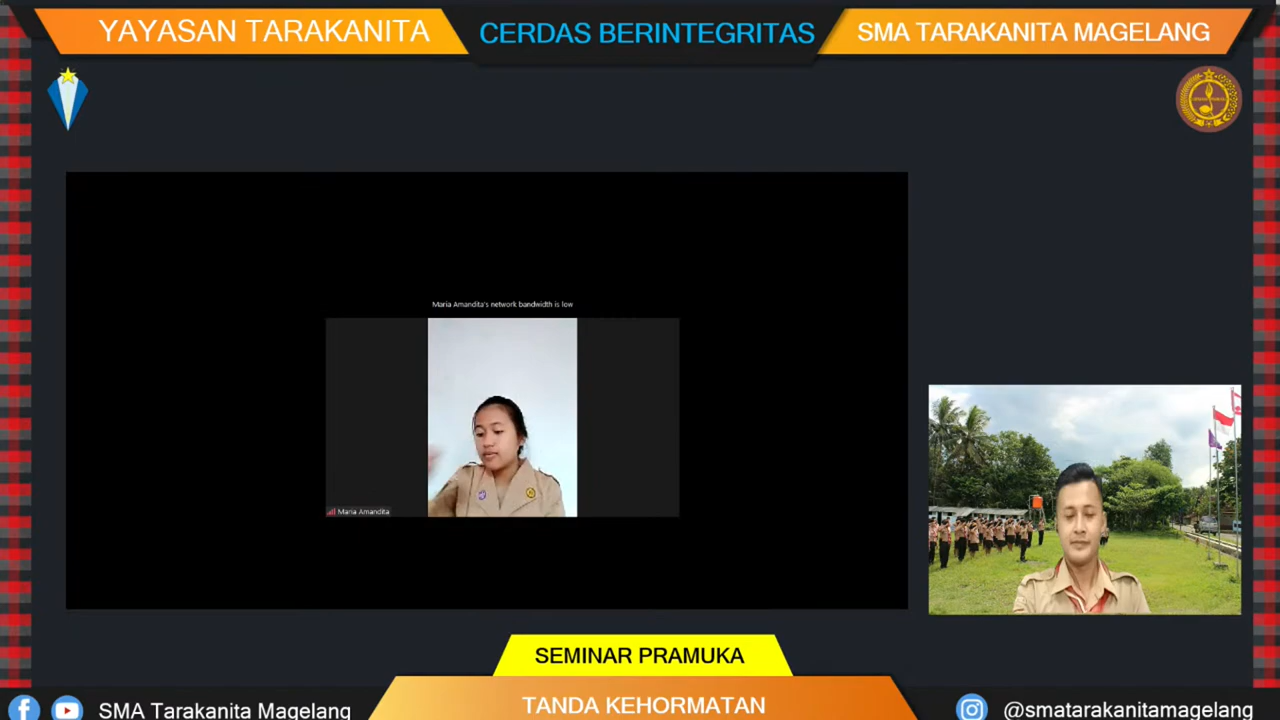 YAYASAN TARAKANITA
CERDAS BERINTEGRITAS
SMA TARAKANITA MAGELANG
Maria Amandita's network bandwidth is low
Maria Amandita
SEMINAR PRAMUKA
TANDA KEHORMATAN
SMA Tarakanita Magelang
@smatarakanitamagelang